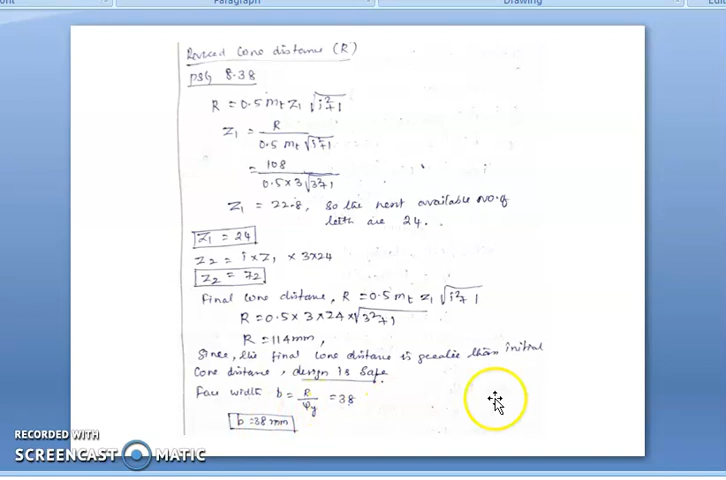 Paragraph
Drawing
Revised Cone distance (R)
PSG 8.38
R = 0.5 mt Z1 √i²+1
Z1 = R / 0.5 mt √i²+1
= 108 / 0.5 × 3 √3²+1
Z1 = 22.8, so the next available no. of
teeth are 24.
Z1 = 24
Z2 = i × Z1 × 3×24
Z2 = 72
Final cone distance, R = 0.5 mt Z1 √i²+1
R = 0.5 × 3 × 24 × √3²+1
R = 114mm,
Since, the final cone distance is greater than initial
cone distance, design is safe.
Face width b = R / ψy = 38
b = 38 mm
RECORDED WITH
SCREENCAST MATIC